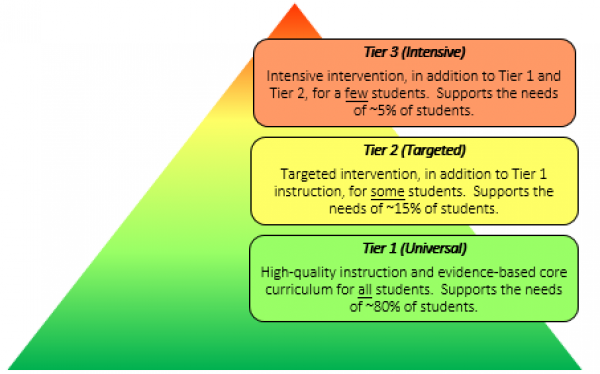 Tier 3 (Intensive)
Intensive intervention, in addition to Tier 1 and
Tier 2, for a few students.  Supports the needs
of ~5% of students.
Tier 2 (Targeted)
Targeted intervention, in addition to Tier 1
instruction, for some students.  Supports the
needs of ~15% of students.
Tier 1 (Universal)
High-quality instruction and evidence-based core
curriculum for all students.  Supports the needs
of ~80% of students.